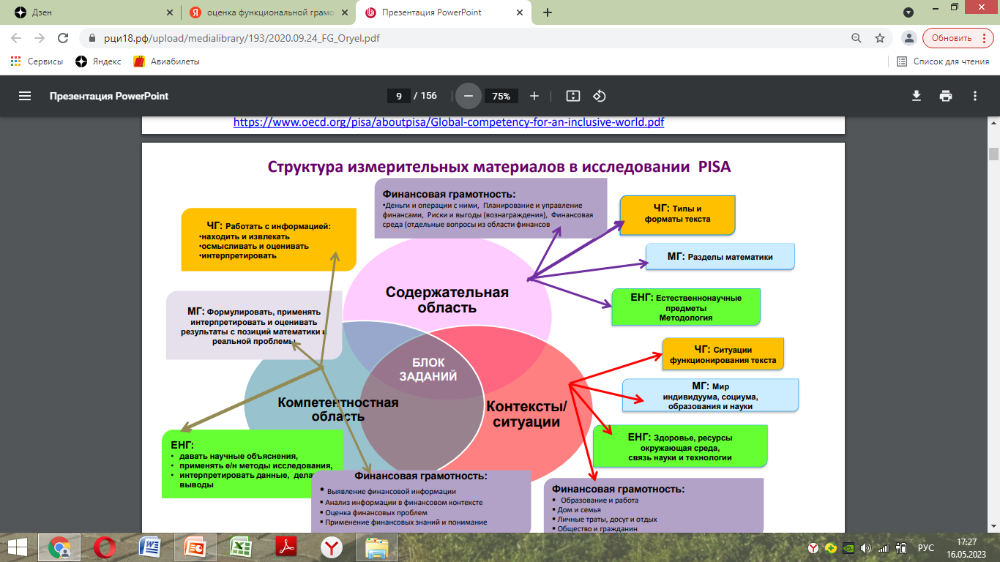 Дзен
оценка функциональной грамо
Презентация PowerPoint
рци18.рф/upload/medialibrary/193/2020.09.24_FG_Oryel.pdf
Обновить
Сервисы
Яндекс
Авиабилеты
Список для чтения
Презентация PowerPoint
9 / 156
75%
https://www.oecd.org/pisa/aboutpisa/Global-competency-for-an-inclusive-world.pdf
Структура измерительных материалов в исследовании PISA
Финансовая грамотность:
•Деньги и операции с ними, Планирование и управление
финансами, Риски и выгоды (вознаграждения), Финансовая
среда (отдельные вопросы из области финансов
ЧГ: Типы и
форматы текста
ЧГ: Работать с информацией:
•находить и извлекать
•осмысливать и оценивать
•интерпретировать
МГ: Разделы математики
Содержательная
область
ЕНГ: Естественнонаучные
предметы
Методология
МГ: Формулировать, применять
интерпретировать и оценивать
результаты с позиций математики и
реальной проблемы
ЧГ: Ситуации
функционирования текста
БЛОК
ЗАДАНИЙ
МГ: Мир
индивидуума, социума,
образования и науки
Компетентностная
область
Контексты/
ситуации
ЕНГ: Здоровье, ресурсы
окружающая среда,
связь науки и технологии
ЕНГ:
• давать научные объяснения,
• применять е/н методы исследования,
• интерпретировать данные, дела
выводы
Финансовая грамотность:
• Выявление финансовой информации
▪ Анализ информации в финансовом контексте
▪ Оценка финансовых проблем
▪ Применение финансовых знаний и понимание
Финансовая грамотность:
▪ Образование и работа
▪ Дом и семья
▪ Личные траты, досуг и отдых
▪ Общество и гражданин
РУС
17:27
16.05.2023